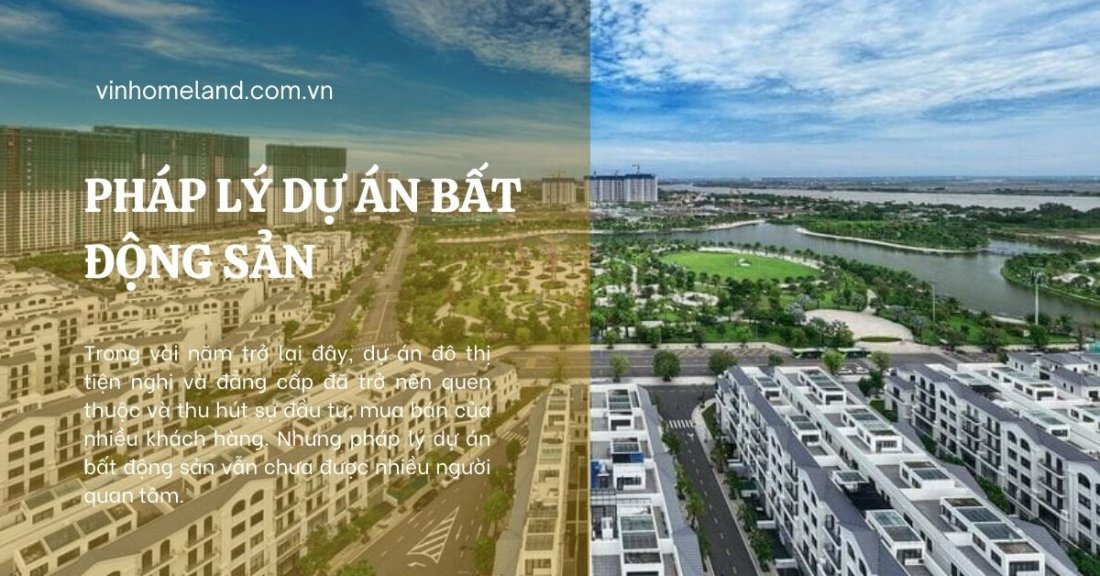 vinhomeland.com.vn
PHÁP LÝ DỰ ÁN BẤT
ĐỘNG SẢN
Trong vài năm trở lại đây, dự án đô thị
tiện nghi và đẳng cấp đã trở nên quen
thuộc và thu hút sự đầu tư, mua bán của
nhiều khách hàng. Nhưng pháp lý dự án
bất động sản vẫn chưa được nhiều người
quan tâm.